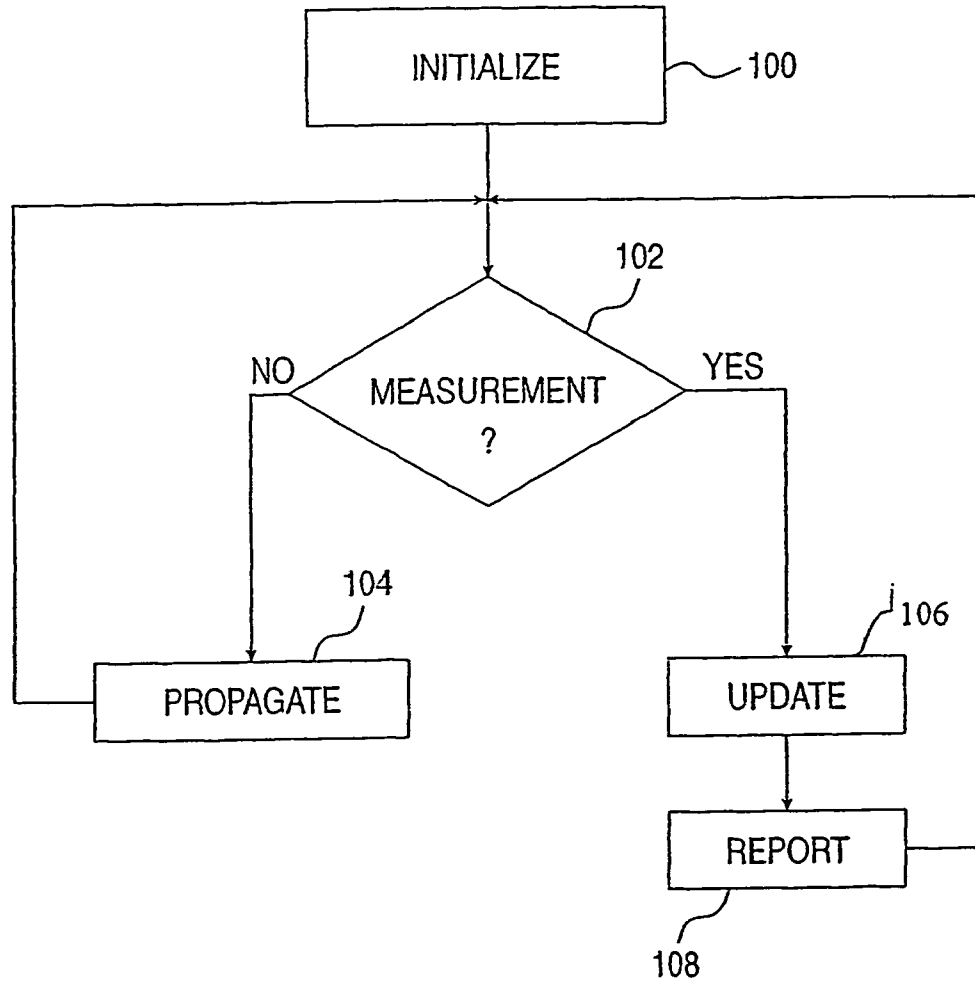 INITIALIZE
100
102
NO
YES
MEASUREMENT
?
104
106
PROPAGATE
UPDATE
REPORT
108